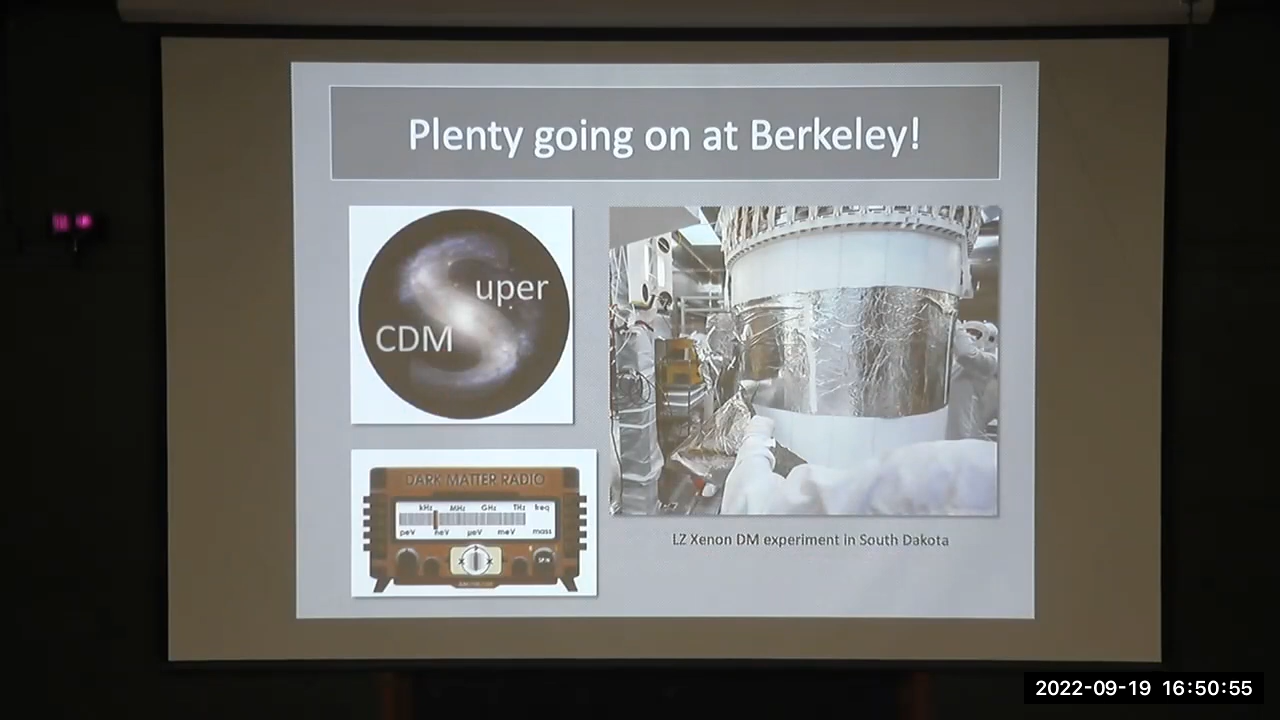 Plenty going on at Berkeley!
Super
CDM
DARK MATTER RADIO
kHz MHz GHz THz freq
peV neV μeV meV mass
SPIN
LZ Xenon DM experiment in South Dakota
2022-09-19 16:50:55